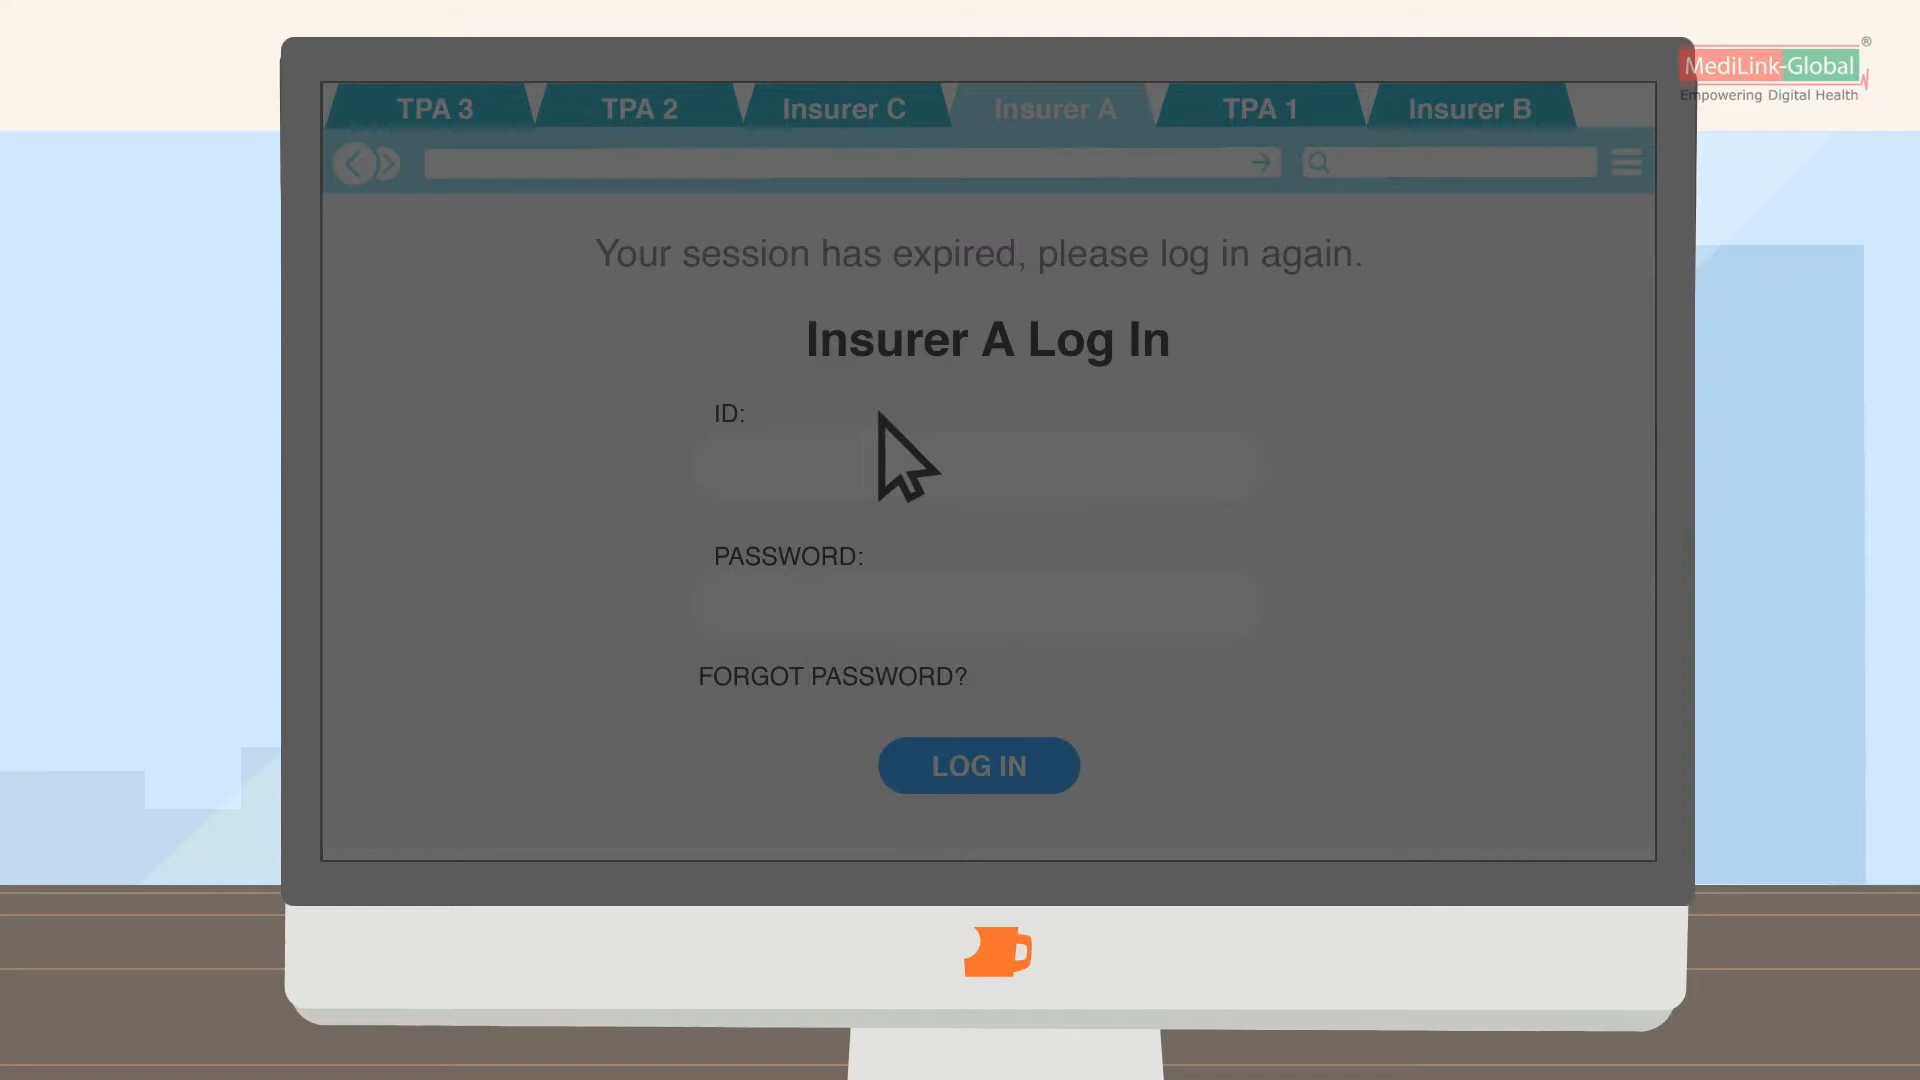 MediLink-Global ®
Empowering Digital Health
TPA 3 TPA 2 Insurer C Insurer A TPA 1 Insurer B
Your session has expired, please log in again.
Insurer A Log In
ID:
PASSWORD:
FORGOT PASSWORD?
LOG IN